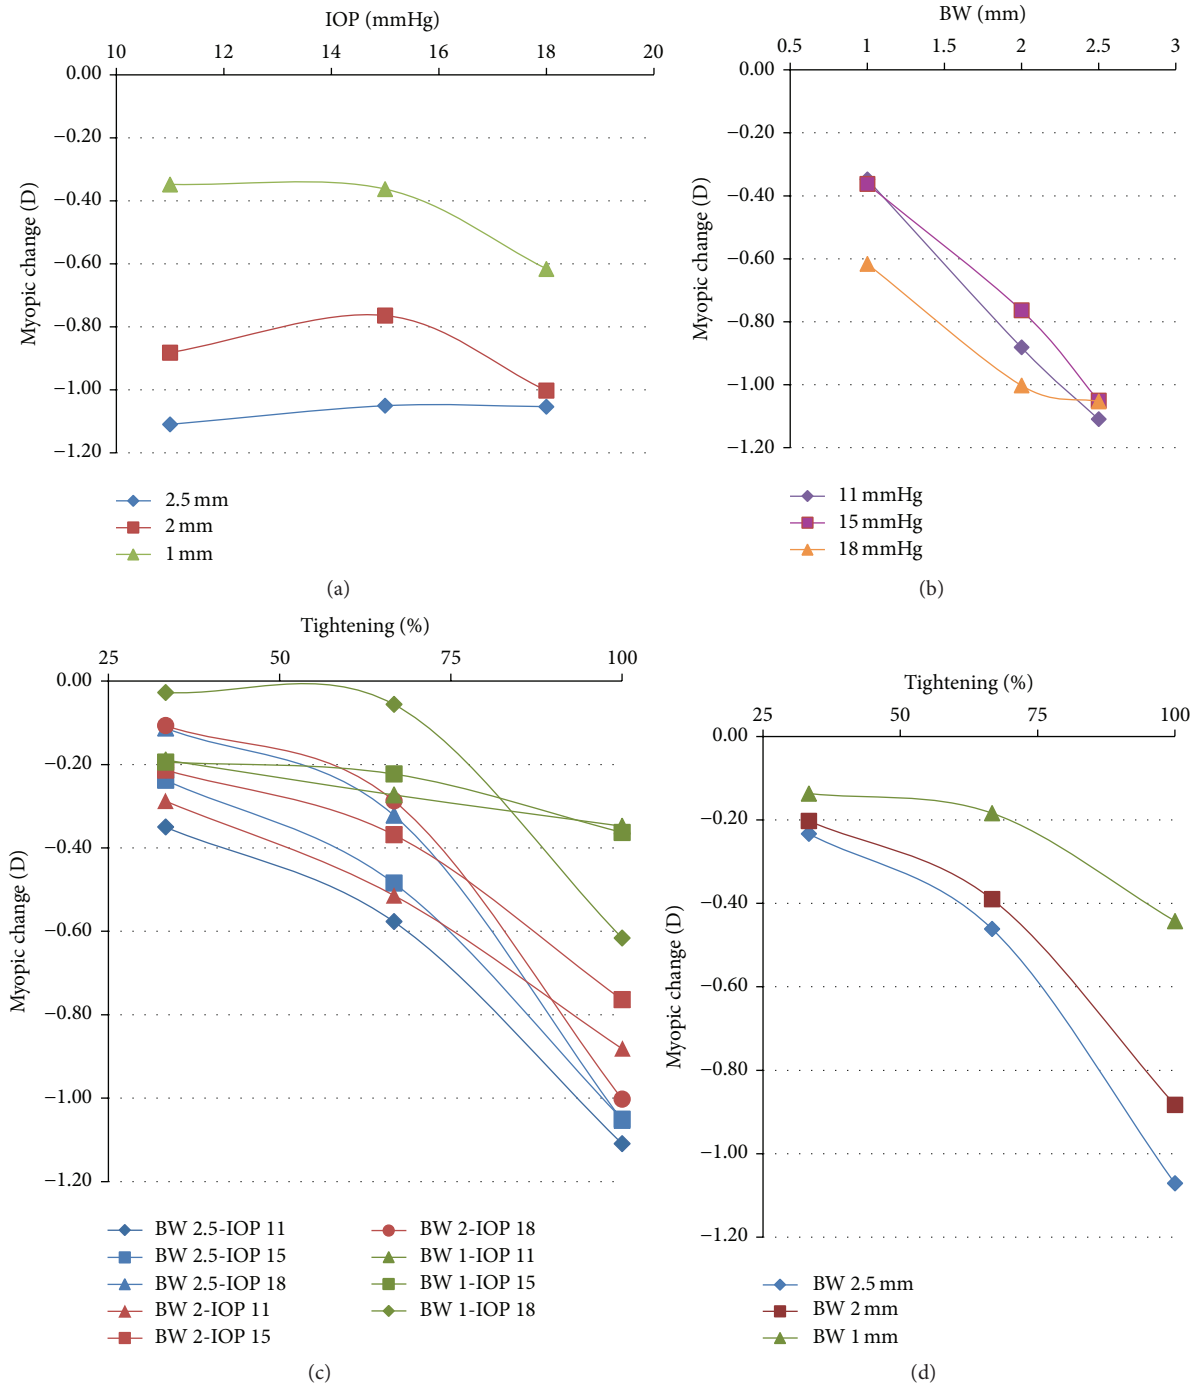 IOP (mmHg)
10 12 14 16 18 20
0.00
−0.20
−0.40
−0.60
−0.80
−1.00
−1.20
Myopic change (D)
2.5 mm
2 mm
1 mm
(a)
BW (mm)
0.5 1 1.5 2 2.5 3
0.00
−0.20
−0.40
−0.60
−0.80
−1.00
−1.20
Myopic change (D)
11 mmHg
15 mmHg
18 mmHg
(b)
Tightening (%)
25 50 75 100
0.00
−0.20
−0.40
−0.60
−0.80
−1.00
−1.20
Myopic change (D)
BW 2.5-IOP 11
BW 2.5-IOP 15
BW 2.5-IOP 18
BW 2-IOP 11
BW 2-IOP 15
BW 2-IOP 18
BW 1-IOP 11
BW 1-IOP 15
BW 1-IOP 18
(c)
Tightening (%)
25 50 75 100
0.00
−0.20
−0.40
−0.60
−0.80
−1.00
−1.20
Myopic change (D)
BW 2.5 mm
BW 2 mm
BW 1 mm
(d)